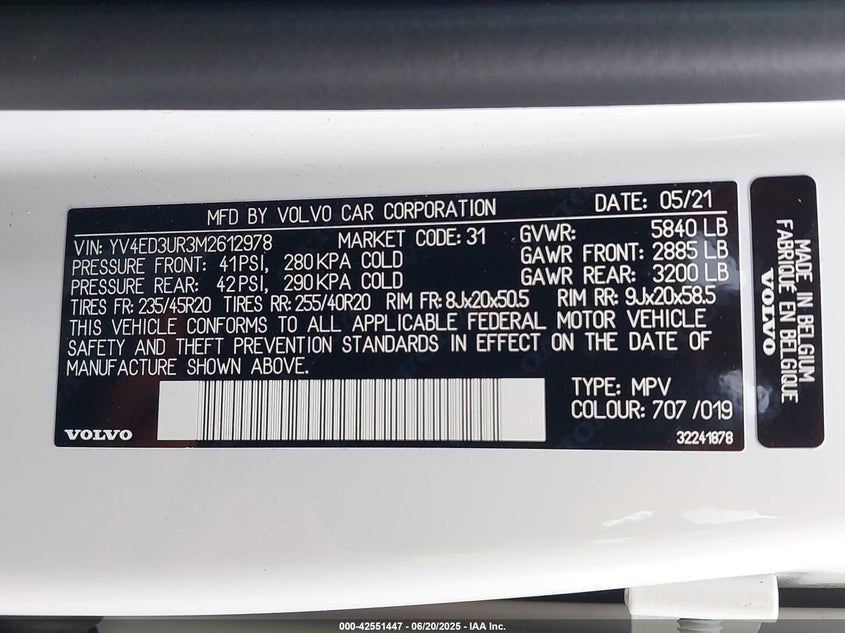 MFD BY VOLVO CAR CORPORATION DATE: 05/21
VIN: YV4ED3UR3M2612978 MARKET CODE: 31 GVWR: 5840 LB
PRESSURE FRONT: 41PSI, 280 KPA COLD GAWR FRONT: 2885 LB
PRESSURE REAR: 42PSI, 290 KPA COLD GAWR REAR: 3200 LB
TIRES FR: 235/45R20 TIRES RR: 255/40R20 RIM FR: 8Jx20x50.5 RIM RR: 9Jx20x58.5
THIS VEHICLE CONFORMS TO ALL APPLICABLE FEDERAL MOTOR VEHICLE
SAFETY AND THEFT PREVENTION STANDARDS IN EFFECT ON THE DATE OF
MANUFACTURE SHOWN ABOVE.
TYPE: MPV
COLOUR: 707 /019
VOLVO
32241878
MADE IN BELGIUM
FABRIQUE EN BELGIQUE
VOLVO
000-42551447 - 06/20/2025 - IAA Inc.